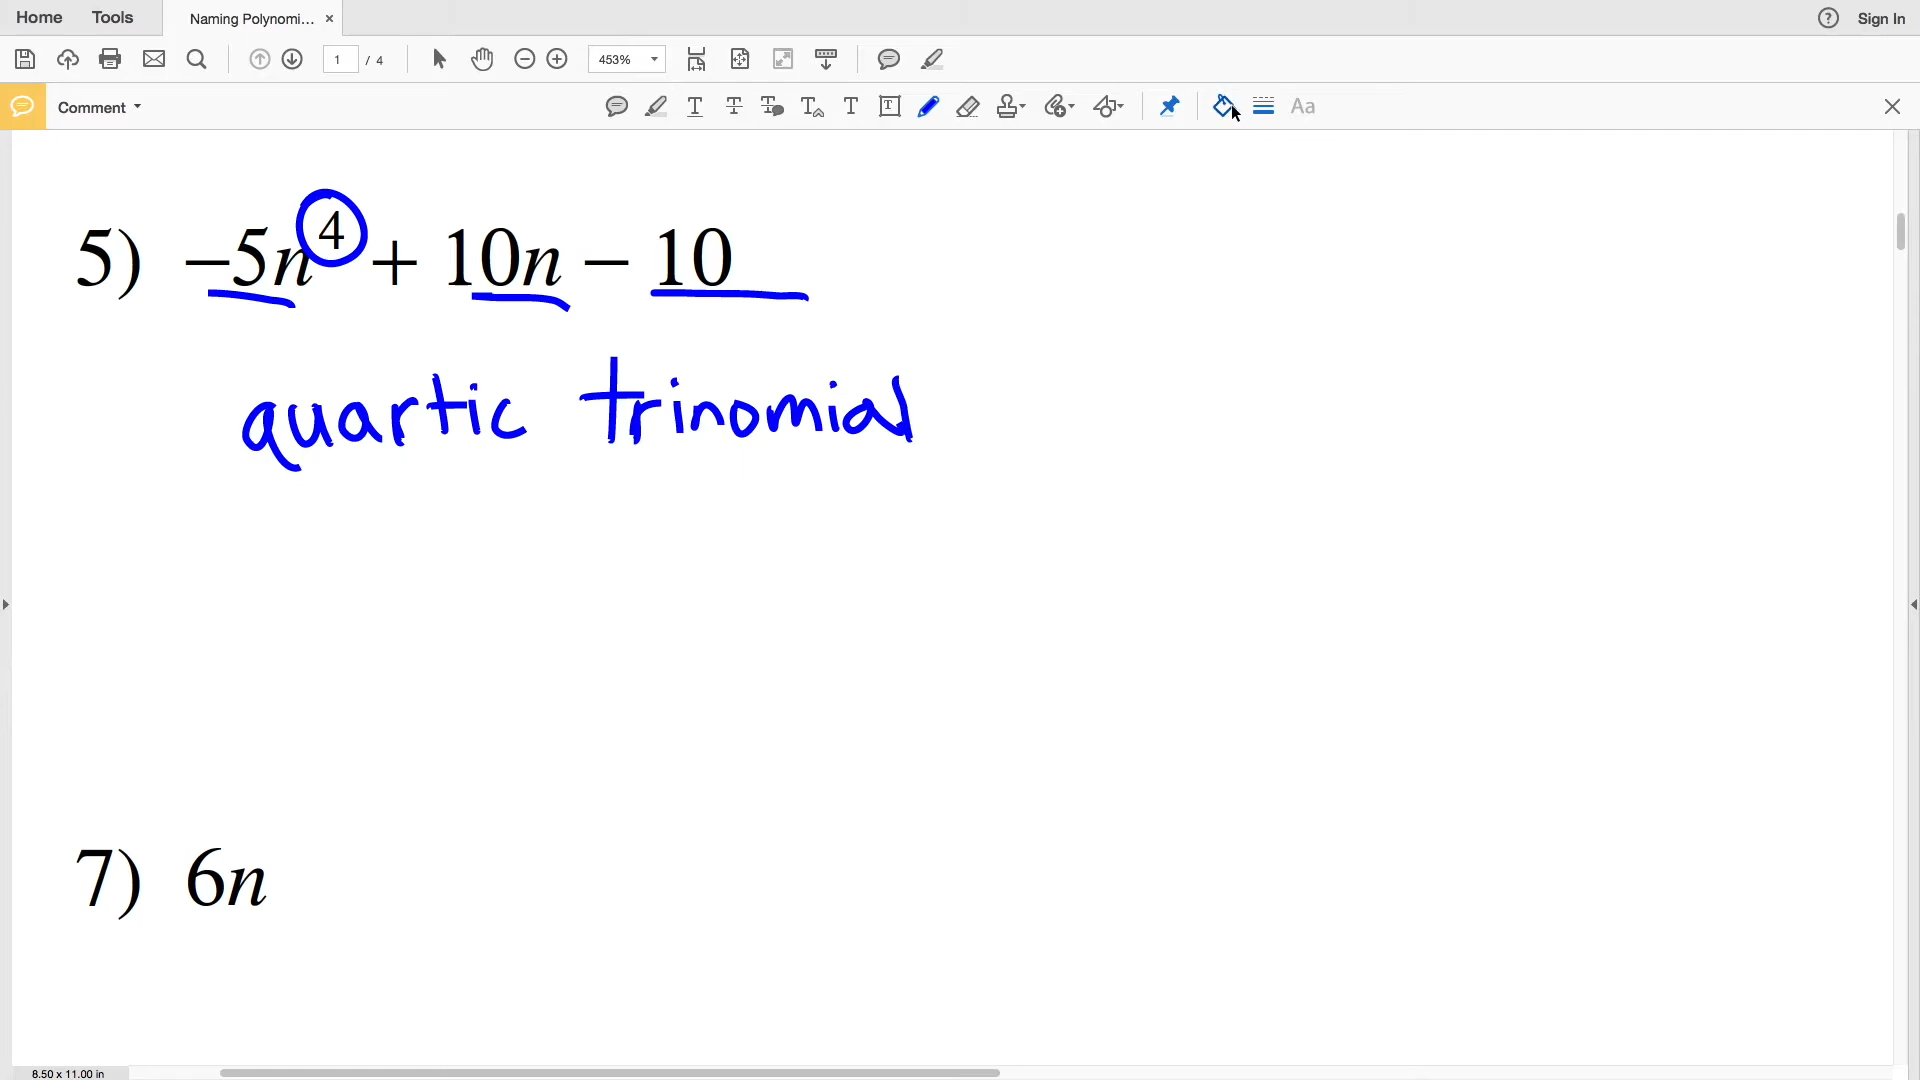 Home Tools Naming Polynomi... × ? Sign In
1 / 4 453%
Comment T T T T T T Aa
5) −5n⁴ + 10n − 10
quartic trinomial
7) 6n
8.50 x 11.00 in